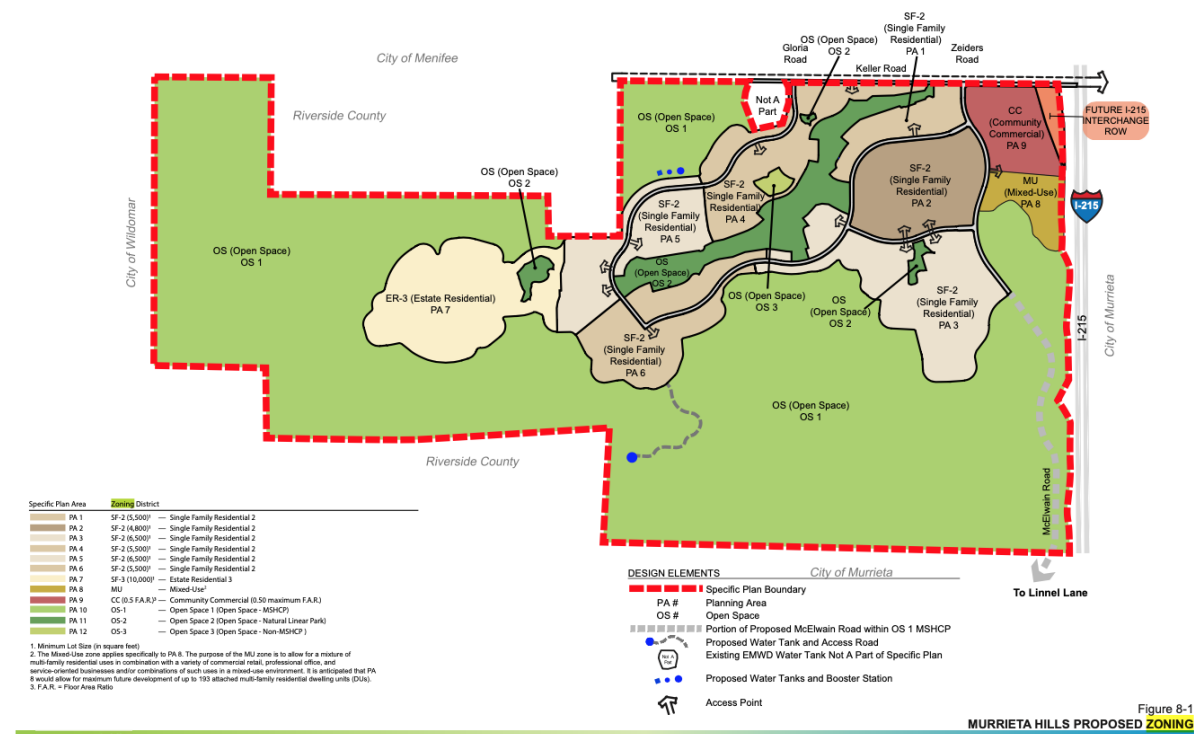 City of Menifee
Riverside County
City of Wildomar
OS (Open Space)
OS 1
OS (Open Space)
OS 2
ER-3 (Estate Residential)
PA 7
OS (Open Space)
OS 1
Not A
Part
Gloria
Road
OS (Open Space)
OS 2
SF-2
(Single Family
Residential)
PA 1
Keller Road
Zeiders
Road
CC
(Community
Commercial)
PA 9
FUTURE I-215
INTERCHANGE
ROW
MU
(Mixed-Use)
PA 8
I-215
SF-2
(Single Family
Residential)
PA 2
SF-2
Single Family
Residential)
PA 4
SF-2
(Single Family
Residential)
PA 5
OS
(Open Space)
OS 2
OS (Open Space)
OS 3
OS
(Open Space)
OS 2
SF-2
(Single Family
Residential)
PA 3
SF-2
(Single Family
Residential)
PA 6
OS (Open Space)
OS 1
I-215
City of Murrieta
Riverside County
McElwain Road
City of Murrieta
To Linnel Lane
Specific Plan Area Zoning District
PA 1 SF-2 (5,500)¹ — Single Family Residential 2
PA 2 SF-2 (4,800)¹ — Single Family Residential 2
PA 3 SF-2 (6,500)¹ — Single Family Residential 2
PA 4 SF-2 (5,500)¹ — Single Family Residential 2
PA 5 SF-2 (6,500)¹ — Single Family Residential 2
PA 6 SF-2 (5,500)¹ — Single Family Residential 2
PA 7 SF-3 (10,000)¹ — Estate Residential 3
PA 8 MU — Mixed-Use²
PA 9 CC (0.5 F.A.R.)³ — Community Commercial (0.50 maximum F.A.R.)
PA 10 OS-1 — Open Space 1 (Open Space - MSHCP)
PA 11 OS-2 — Open Space 2 (Open Space - Natural Linear Park)
PA 12 OS-3 — Open Space 3 (Open Space - Non-MSHCP )
1. Minimum Lot Size (in square feet)
2. The Mixed-Use zone applies specifically to PA 8. The purpose of the MU zone is to allow for a mixture of
multi-family residential uses in combination with a variety of commercial retail, professional office, and
service-oriented businesses and/or combinations of such uses in a mixed-use environment. It is anticipated that PA
8 would allow for maximum future development of up to 193 attached multi-family residential dwelling units (DUs).
3. F.A.R. = Floor Area Ratio
DESIGN ELEMENTS
Specific Plan Boundary
PA # Planning Area
OS # Open Space
Portion of Proposed McElwain Road within OS 1 MSHCP
Proposed Water Tank and Access Road
Not A
Part
Existing EMWD Water Tank Not A Part of Specific Plan
Proposed Water Tanks and Booster Station
Access Point
Figure 8-1
MURRIETA HILLS PROPOSED ZONING